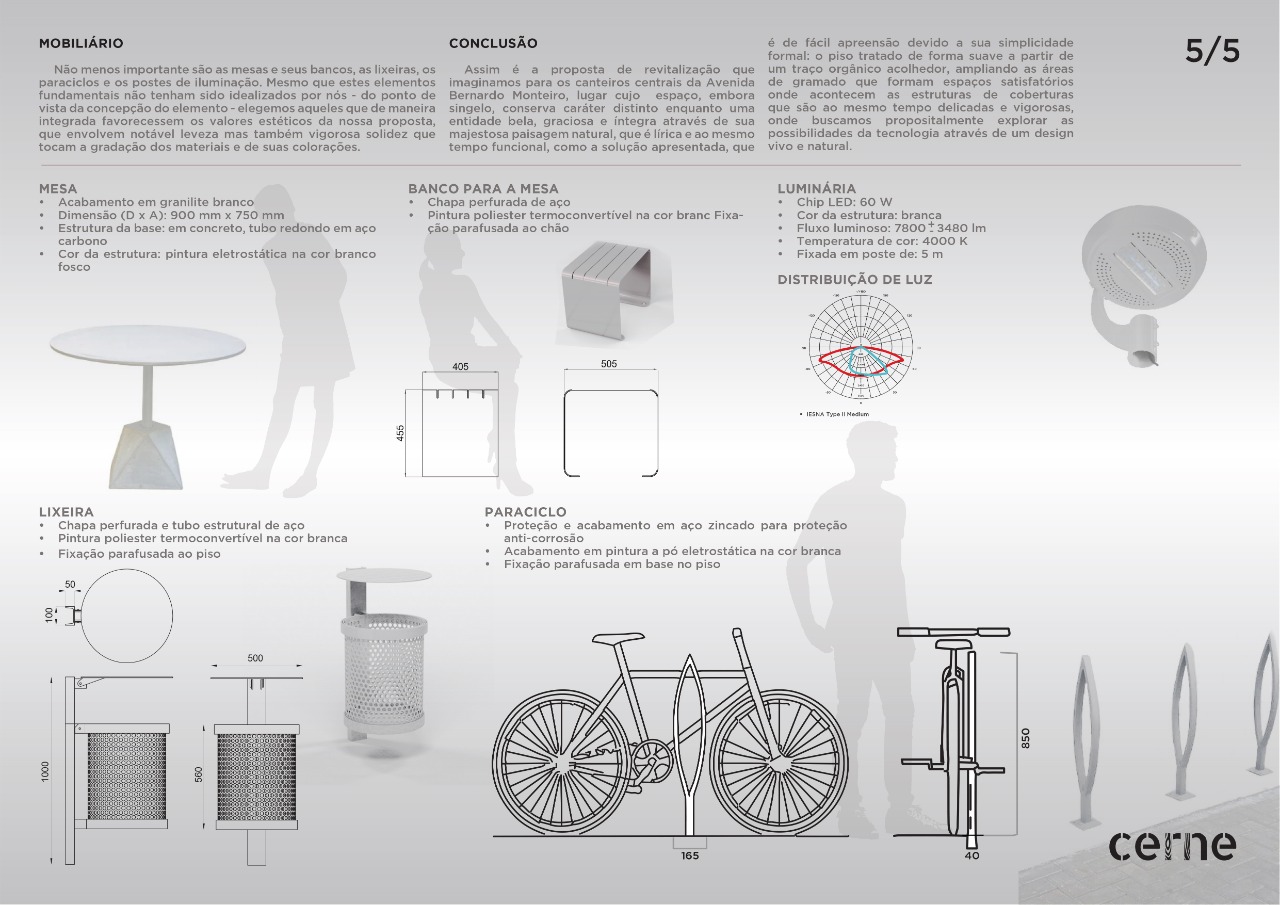 MOBILIÁRIO
Não menos importante são as mesas e seus bancos, as lixeiras, os
paraciclos e os postes de iluminação. Mesmo que estes elementos
fundamentais não tenham sido idealizados por nós - do ponto de
vista da concepção do elemento - elegemos aqueles que de maneira
integrada favorecessem os valores estéticos da nossa proposta,
que envolvem notável leveza mas também vigorosa solidez que
tocam a gradação dos materiais e de suas colorações.
CONCLUSÃO
Assim é a proposta de revitalização que
imaginamos para os canteiros centrais da Avenida
Bernardo Monteiro, lugar cujo espaço, embora
singelo, conserva caráter distinto enquanto uma
entidade bela, graciosa e íntegra através de sua
majestosa paisagem natural, que é lírica e ao mesmo
tempo funcional, como a solução apresentada, que
é de fácil apreensão devido a sua simplicidade
formal: o piso tratado de forma suave a partir de
um traço orgânico acolhedor, ampliando as áreas
de gramado que formam espaços satisfatórios
onde acontecem as estruturas de coberturas
que são ao mesmo tempo delicadas e vigorosas,
onde buscamos propositalmente explorar as
possibilidades da tecnologia através de um design
vivo e natural.
5/5
MESA
• Acabamento em granilite branco
• Dimensão (D x A): 900 mm x 750 mm
• Estrutura da base: em concreto, tubo redondo em aço
carbono
• Cor da estrutura: pintura eletrostática na cor branco
fosco
BANCO PARA A MESA
• Chapa perfurada de aço
• Pintura poliester termoconvertível na cor branc Fixa-
ção parafusada ao chão
405
505
455
LUMINÁRIA
• Chip LED: 60 W
• Cor da estrutura: branca
• Fluxo luminoso: 7800 ± 3480 lm
• Temperatura de cor: 4000 K
• Fixada em poste de: 5 m
DISTRIBUIÇÃO DE LUZ
• IESNA Type II Medium
LIXEIRA
• Chapa perfurada e tubo estrutural de aço
• Pintura poliester termoconvertível na cor branca
• Fixação parafusada ao piso
50
100
500
1000
560
PARACICLO
• Proteção e acabamento em aço zincado para proteção
anti-corrosão
• Acabamento em pintura a pó eletrostática na cor branca
• Fixação parafusada em base no piso
850
165
40
cerne